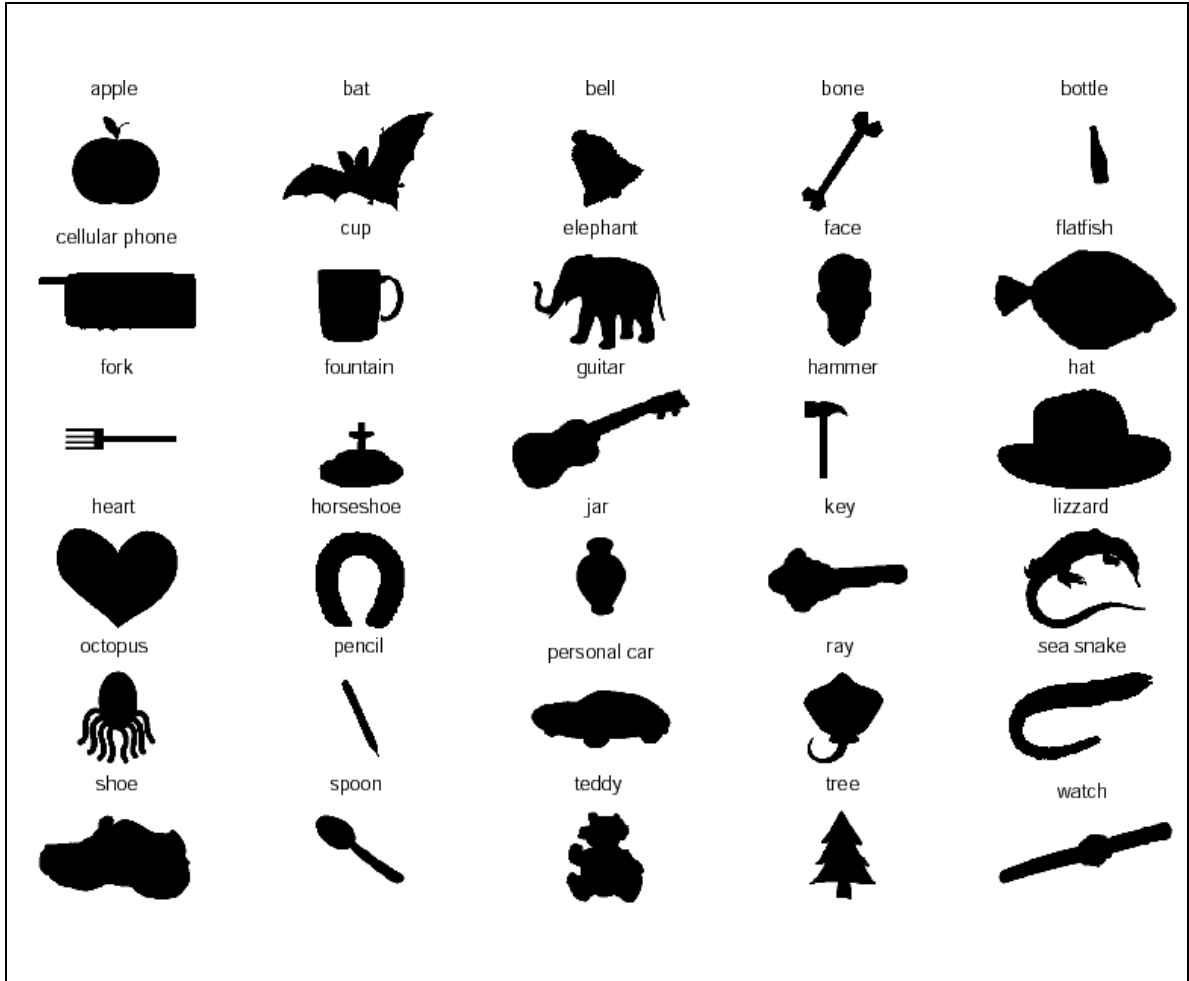 apple bat bell bone bottle
cellular phone cup elephant face flatfish
fork fountain guitar hammer hat
heart horseshoe jar key lizzard
octopus pencil personal car ray sea snake
shoe spoon teddy tree watch